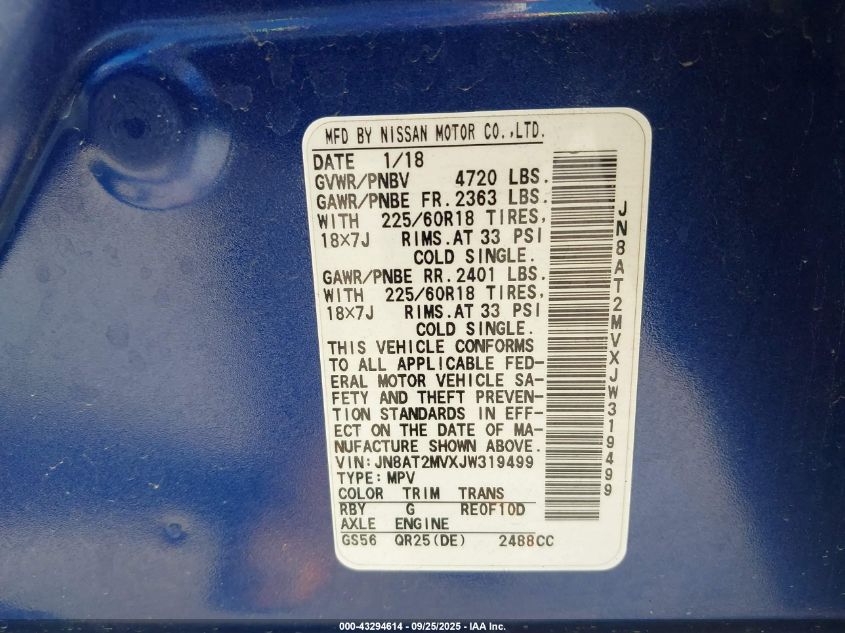 MFD BY NISSAN MOTOR CO.,LTD.
DATE 1/18
GVWR/PNBV 4720 LBS.
GAWR/PNBE FR. 2363 LBS.
WITH 225/60R18 TIRES,
18X7J RIMS.AT 33 PSI
COLD SINGLE.
GAWR/PNBE RR. 2401 LBS.
WITH 225/60R18 TIRES,
18X7J RIMS.AT 33 PSI
COLD SINGLE.
THIS VEHICLE CONFORMS
TO ALL APPLICABLE FED-
ERAL MOTOR VEHICLE SA-
FETY AND THEFT PREVEN-
TION STANDARDS IN EFF-
ECT ON THE DATE OF MA-
NUFACTURE SHOWN ABOVE.
VIN:JN8AT2MVXJW319499
TYPE:MPV
COLOR TRIM TRANS
RBY G RE0F10D
AXLE ENGINE
GS56 QR25(DE) 2488CC
JN8AT2MVXJW319499
000-43294614 - 09/25/2025 - IAA Inc.